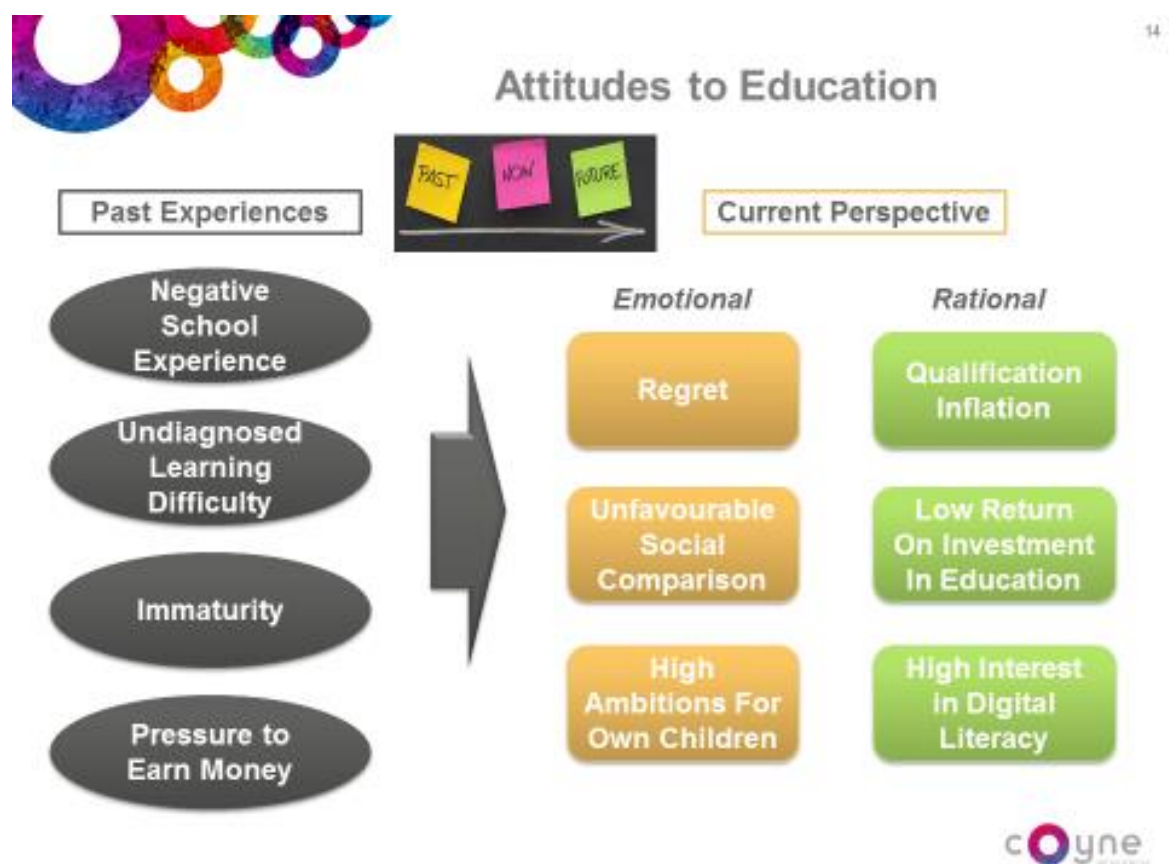 14
Attitudes to Education
PAST
NOW
FUTURE
Past Experiences
Current Perspective
Negative
School
Experience
Undiagnosed
Learning
Difficulty
Immaturity
Pressure to
Earn Money
Emotional
Regret
Unfavourable
Social
Comparison
High
Ambitions For
Own Children
Rational
Qualification
Inflation
Low Return
On Investment
In Education
High Interest
in Digital
Literacy
coyne